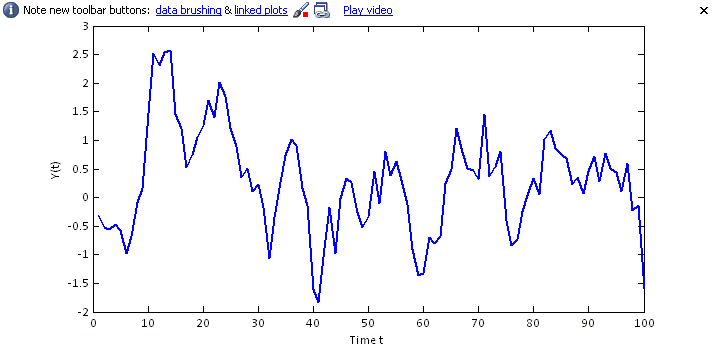 Note new toolbar buttons: data brushing & linked plots Play video
3
2.5
2
1.5
1
0.5
0
-0.5
-1
-1.5
-2
Y(t)
0 10 20 30 40 50 60 70 80 90 100
Time t